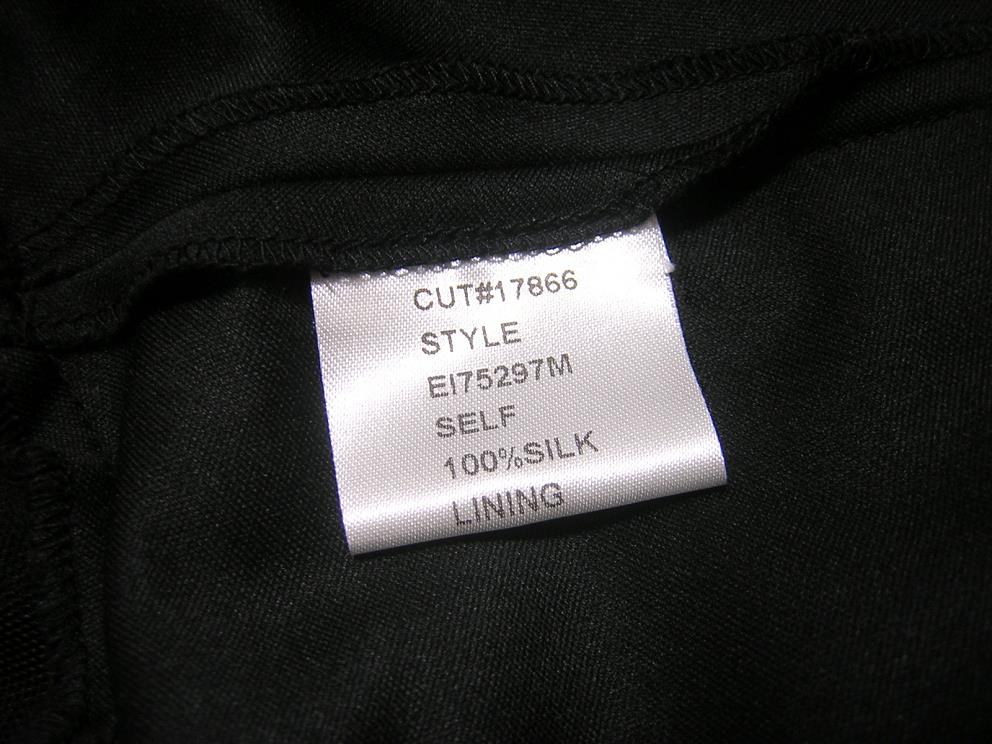 CUT#17866
STYLE
EI75297M
SELF
100%SILK
LINING